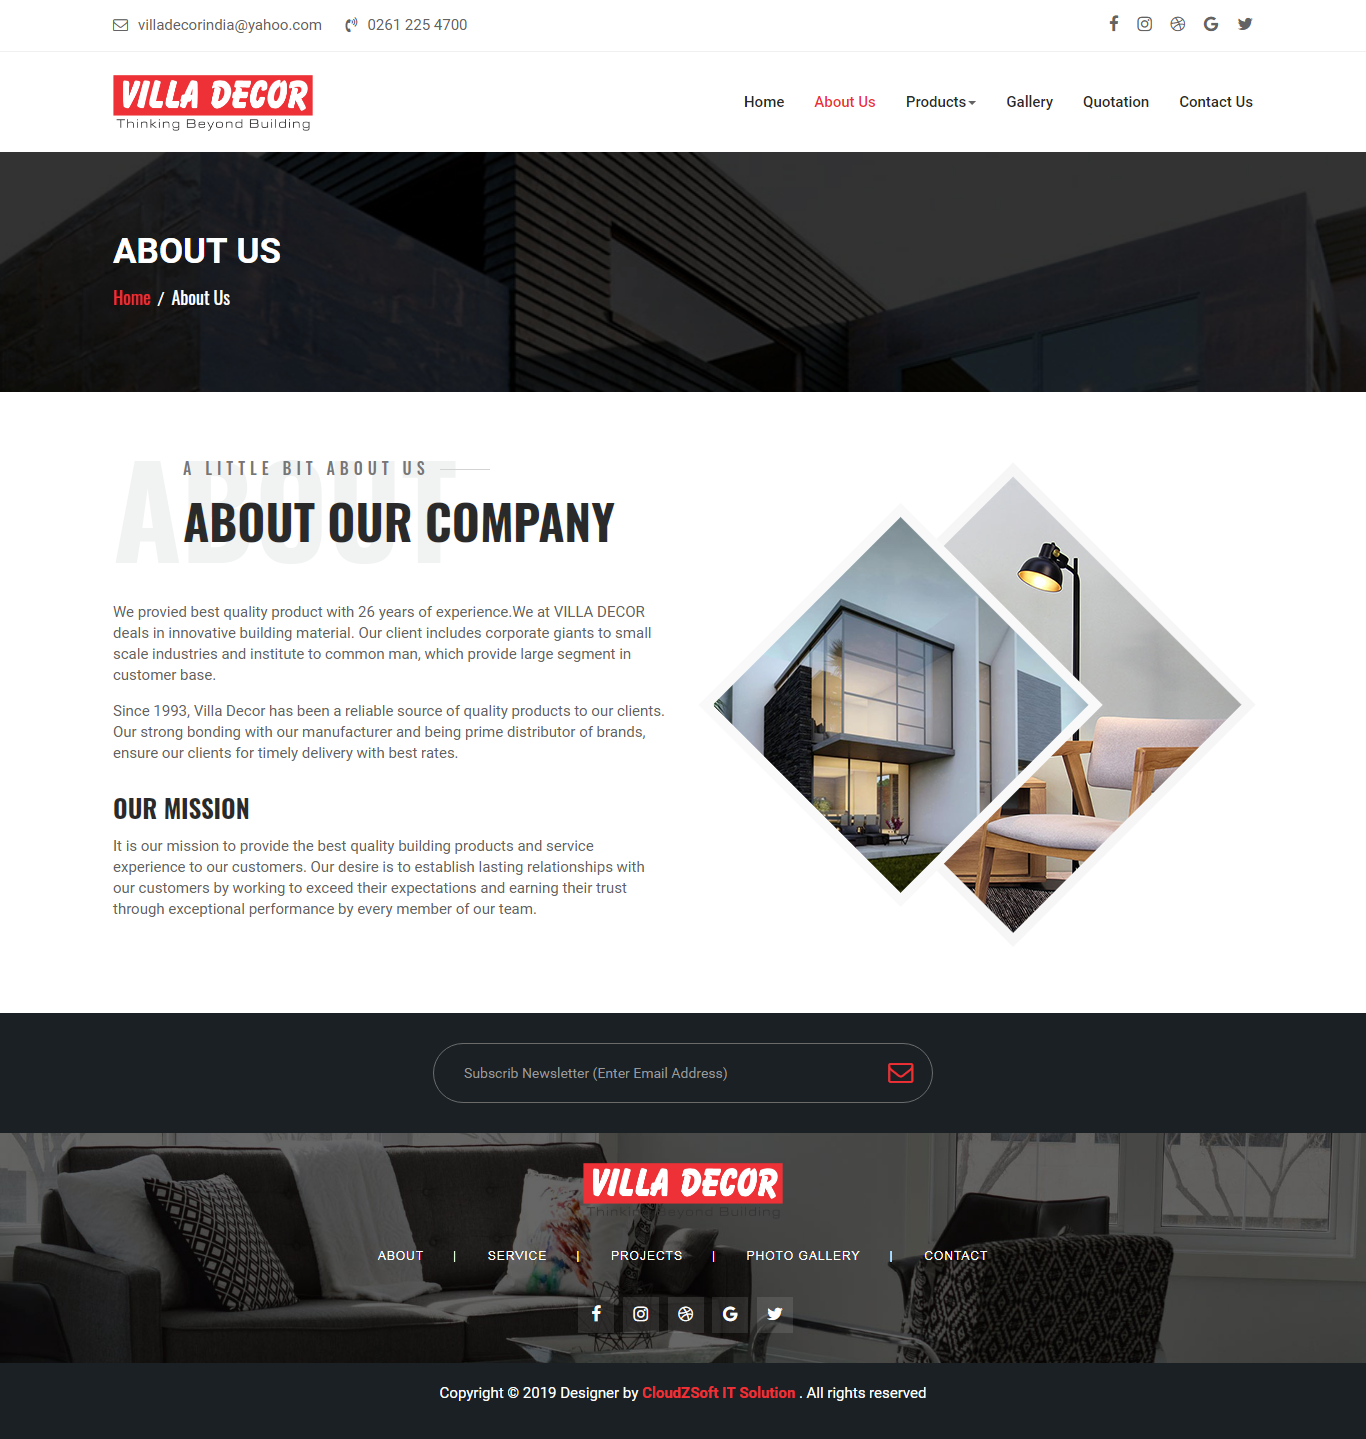 villadecorindia@yahoo.com 0261 225 4700
VILLA DECOR
Thinking Beyond Building
Home About Us Products Gallery Quotation Contact Us
ABOUT US
Home / About Us
ABOUT
A LITTLE BIT ABOUT US
ABOUT OUR COMPANY
We provied best quality product with 26 years of experience.We at VILLA DECOR
deals in innovative building material. Our client includes corporate giants to small
scale industries and institute to common man, which provide large segment in
customer base.
Since 1993, Villa Decor has been a reliable source of quality products to our clients.
Our strong bonding with our manufacturer and being prime distributor of brands,
ensure our clients for timely delivery with best rates.
OUR MISSION
It is our mission to provide the best quality building products and service
experience to our customers. Our desire is to establish lasting relationships with
our customers by working to exceed their expectations and earning their trust
through exceptional performance by every member of our team.
Subscrib Newsletter (Enter Email Address)
VILLA DECOR
Thinking Beyond Building
ABOUT | SERVICE | PROJECTS | PHOTO GALLERY | CONTACT
Copyright © 2019 Designer by CloudZSoft IT Solution . All rights reserved